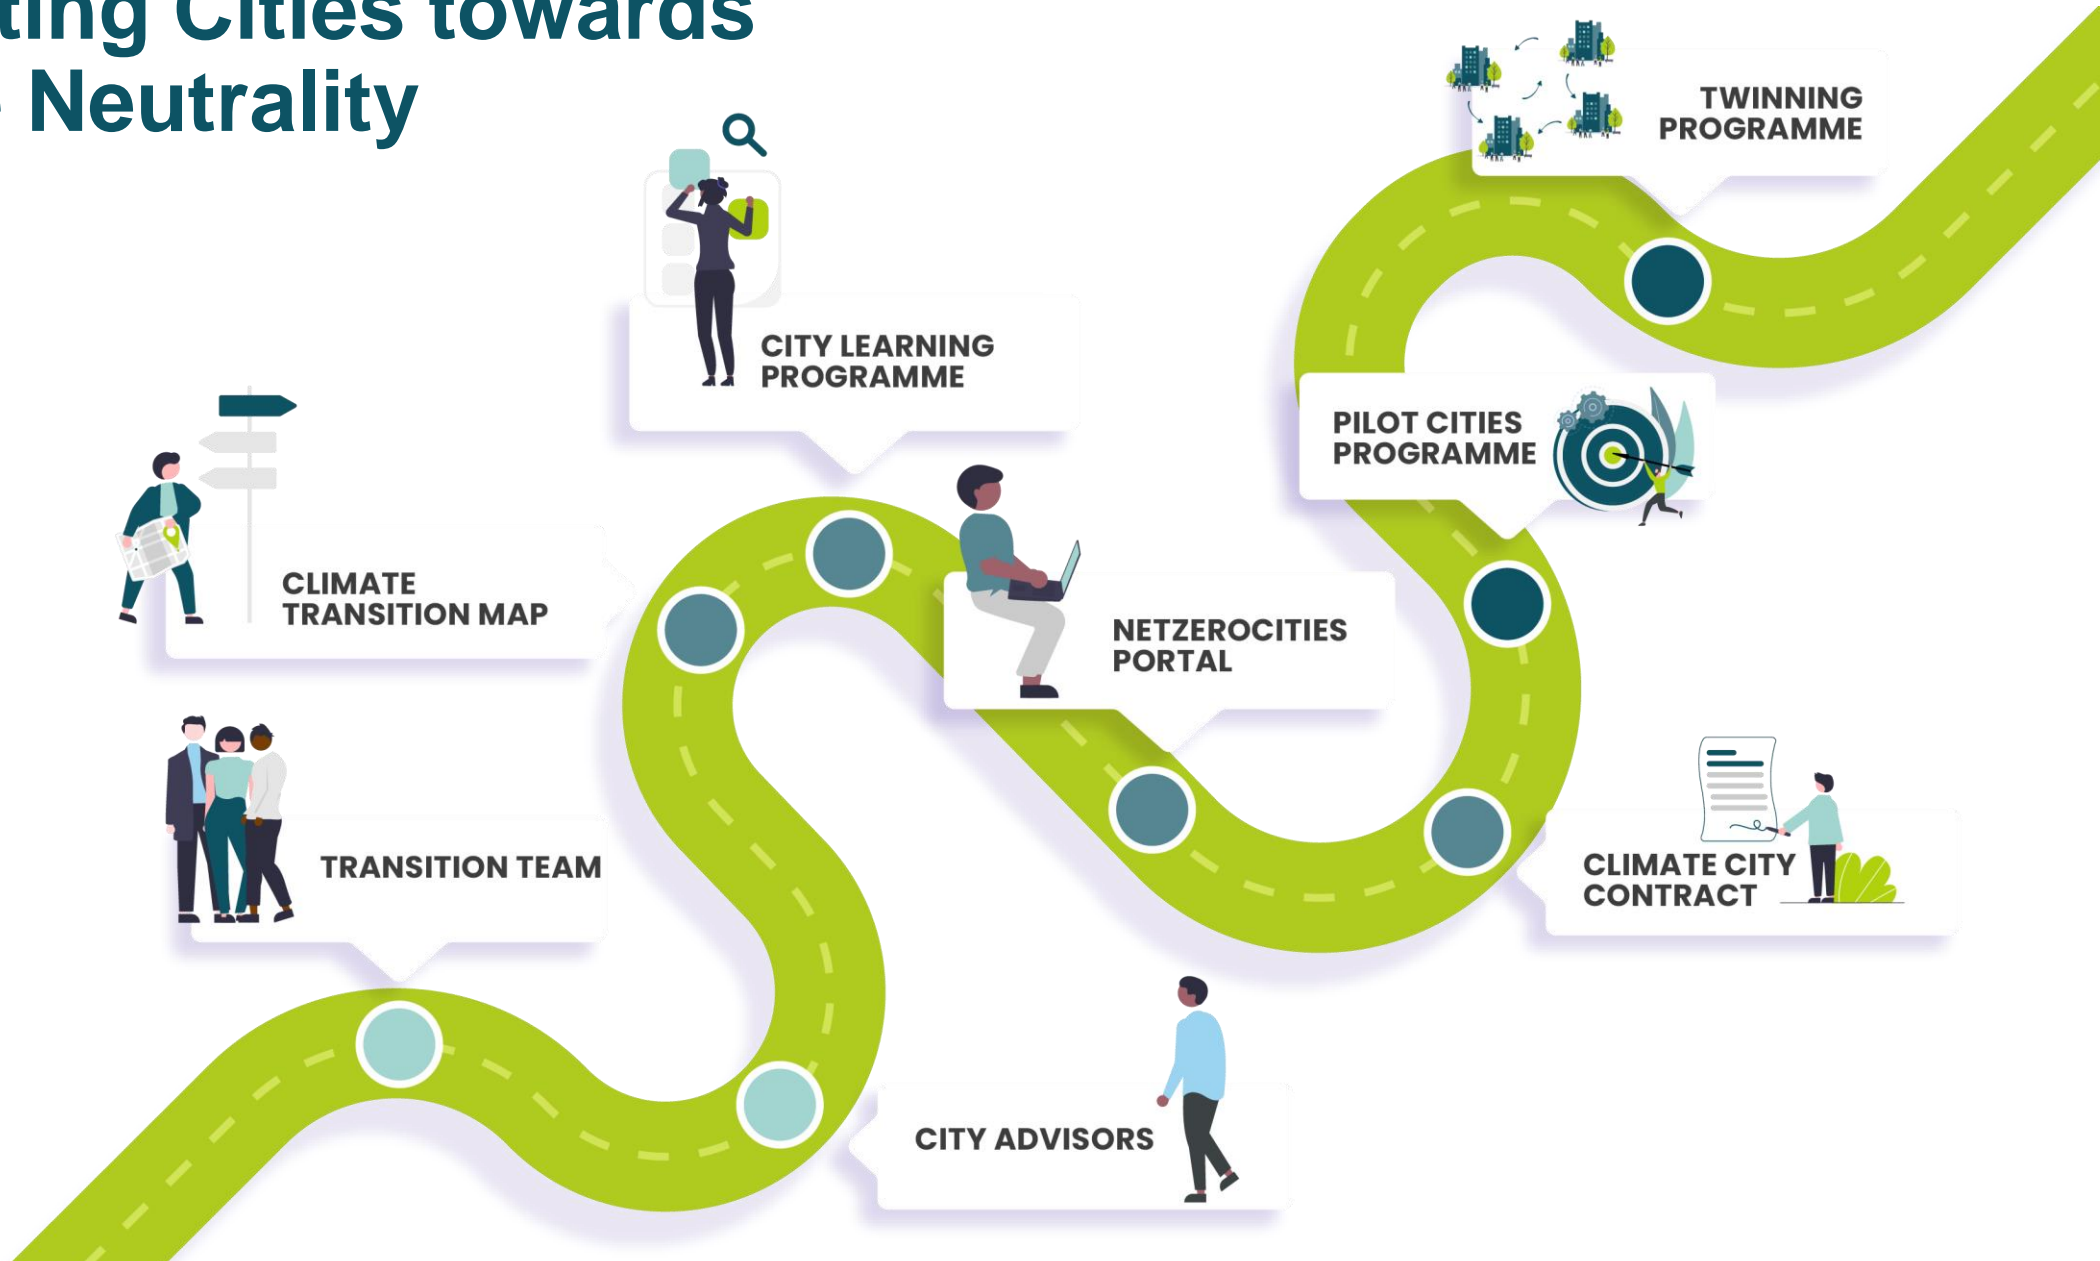 Cities towards
Neutrality
TWINNING
PROGRAMME
CITY LEARNING
PROGRAMME
PILOT CITIES
PROGRAMME
CLIMATE
TRANSITION MAP
NETZEROCITIES
PORTAL
TRANSITION TEAM
CLIMATE CITY
CONTRACT
CITY ADVISORS